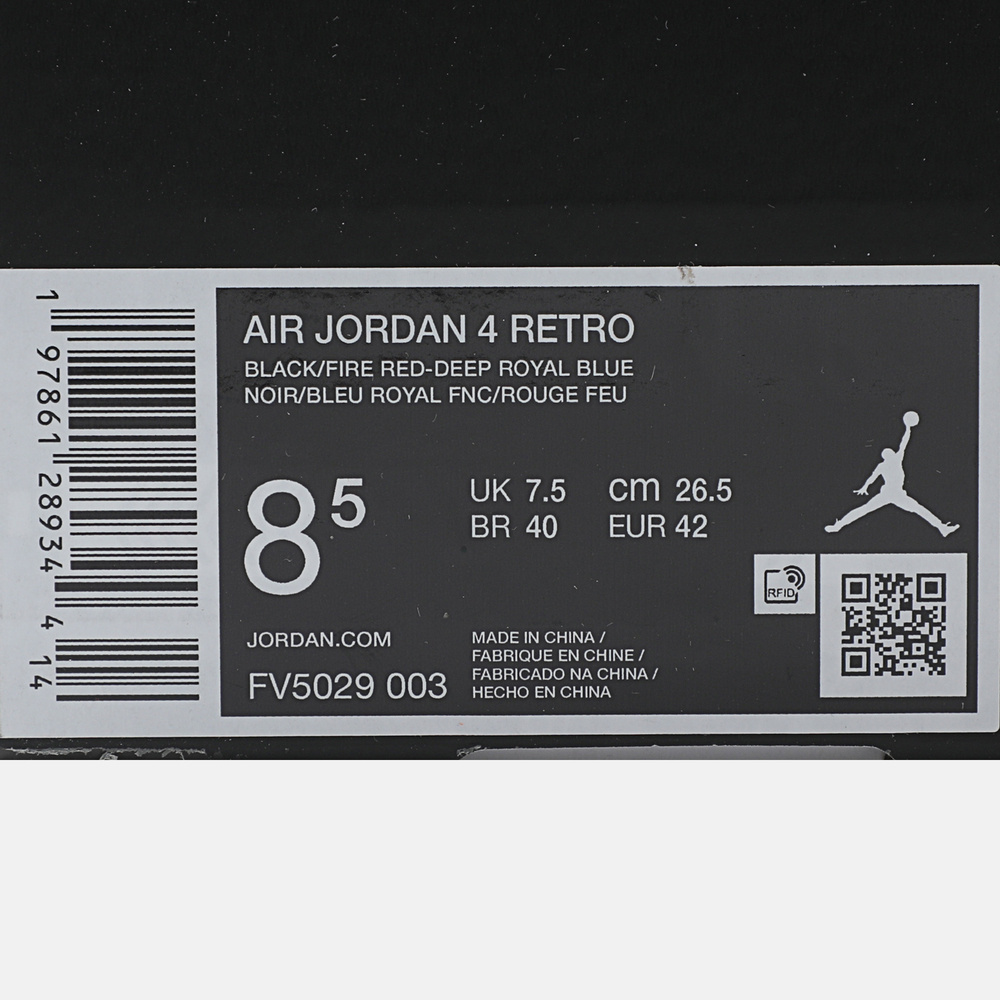 AIR JORDAN 4 RETRO
BLACK/FIRE RED-DEEP ROYAL BLUE
NOIR/BLEU ROYAL FNC/ROUGE FEU
8 5
UK 7.5 cm 26.5
BR 40 EUR 42
RFID
JORDAN.COM
FV5029 003
MADE IN CHINA /
FABRIQUE EN CHINE /
FABRICADO NA CHINA /
HECHO EN CHINA
1 97861 28934 4 14